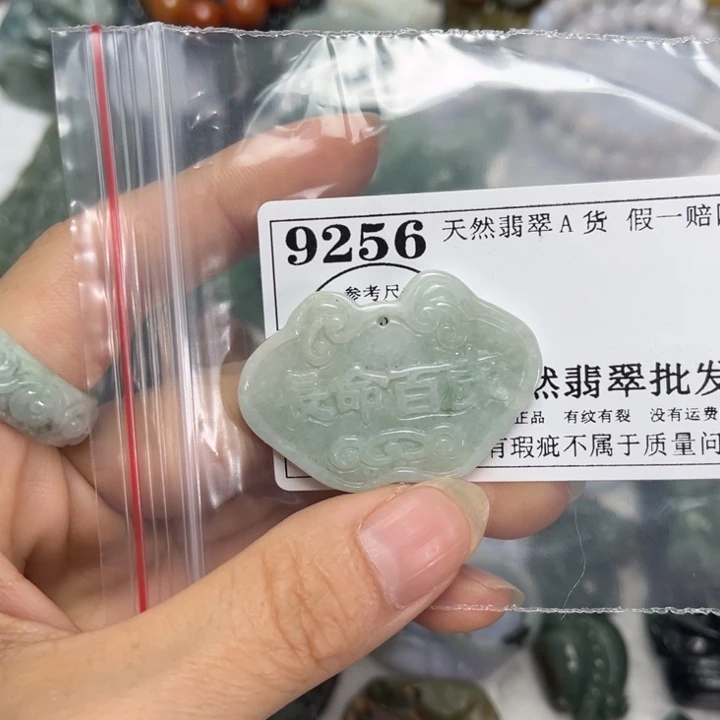 9256 天然翡翠A货 假一赔
参考尺
长命百岁
然翡翠批发
正品 有纹有裂 没有运费
有瑕疵不属于质量问